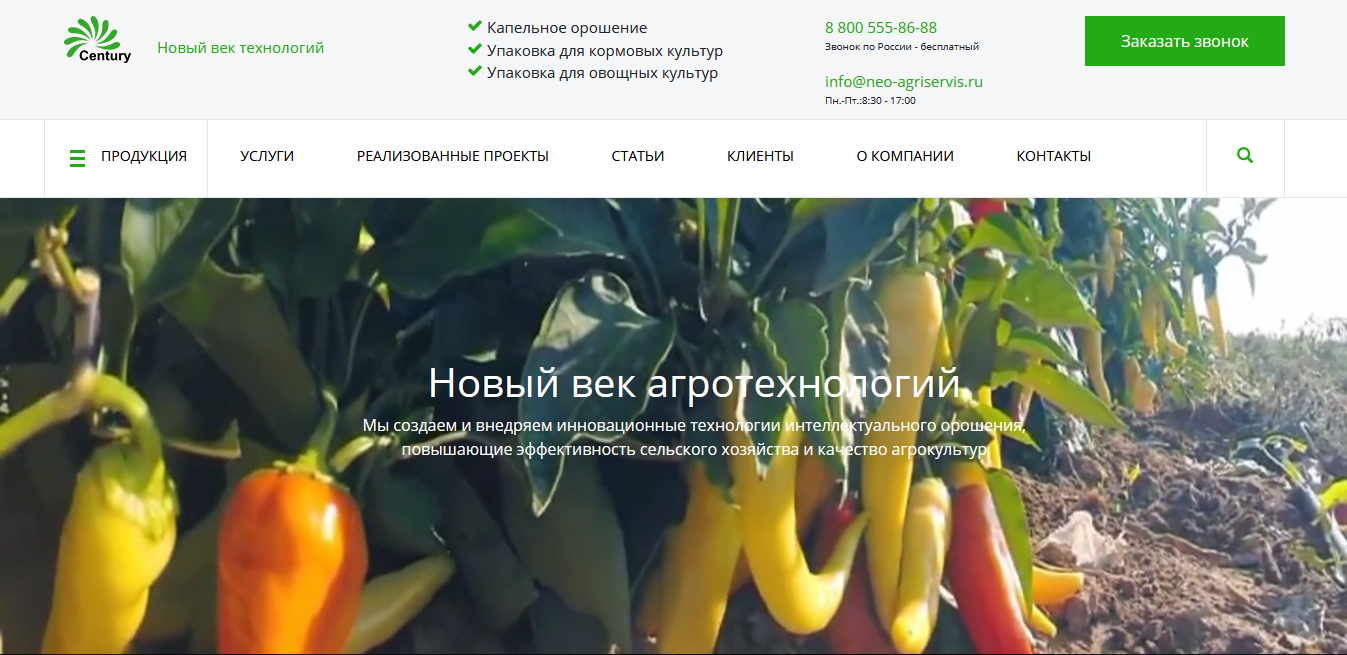 Century
Новый век технологий
Капельное орошение
Упаковка для кормовых культур
Упаковка для овощных культур
8 800 555-86-88
Звонок по России - бесплатный
info@neo-agriservis.ru
Пн.-Пт.:8:30 - 17:00
Заказать звонок
ПРОДУКЦИЯ
УСЛУГИ
РЕАЛИЗОВАННЫЕ ПРОЕКТЫ
СТАТЬИ
КЛИЕНТЫ
О КОМПАНИИ
КОНТАКТЫ
Новый век агротехнологий
Мы создаем и внедряем инновационные технологии интеллектуального орошения,
повышающие эффективность сельского хозяйства и качество агрокультур